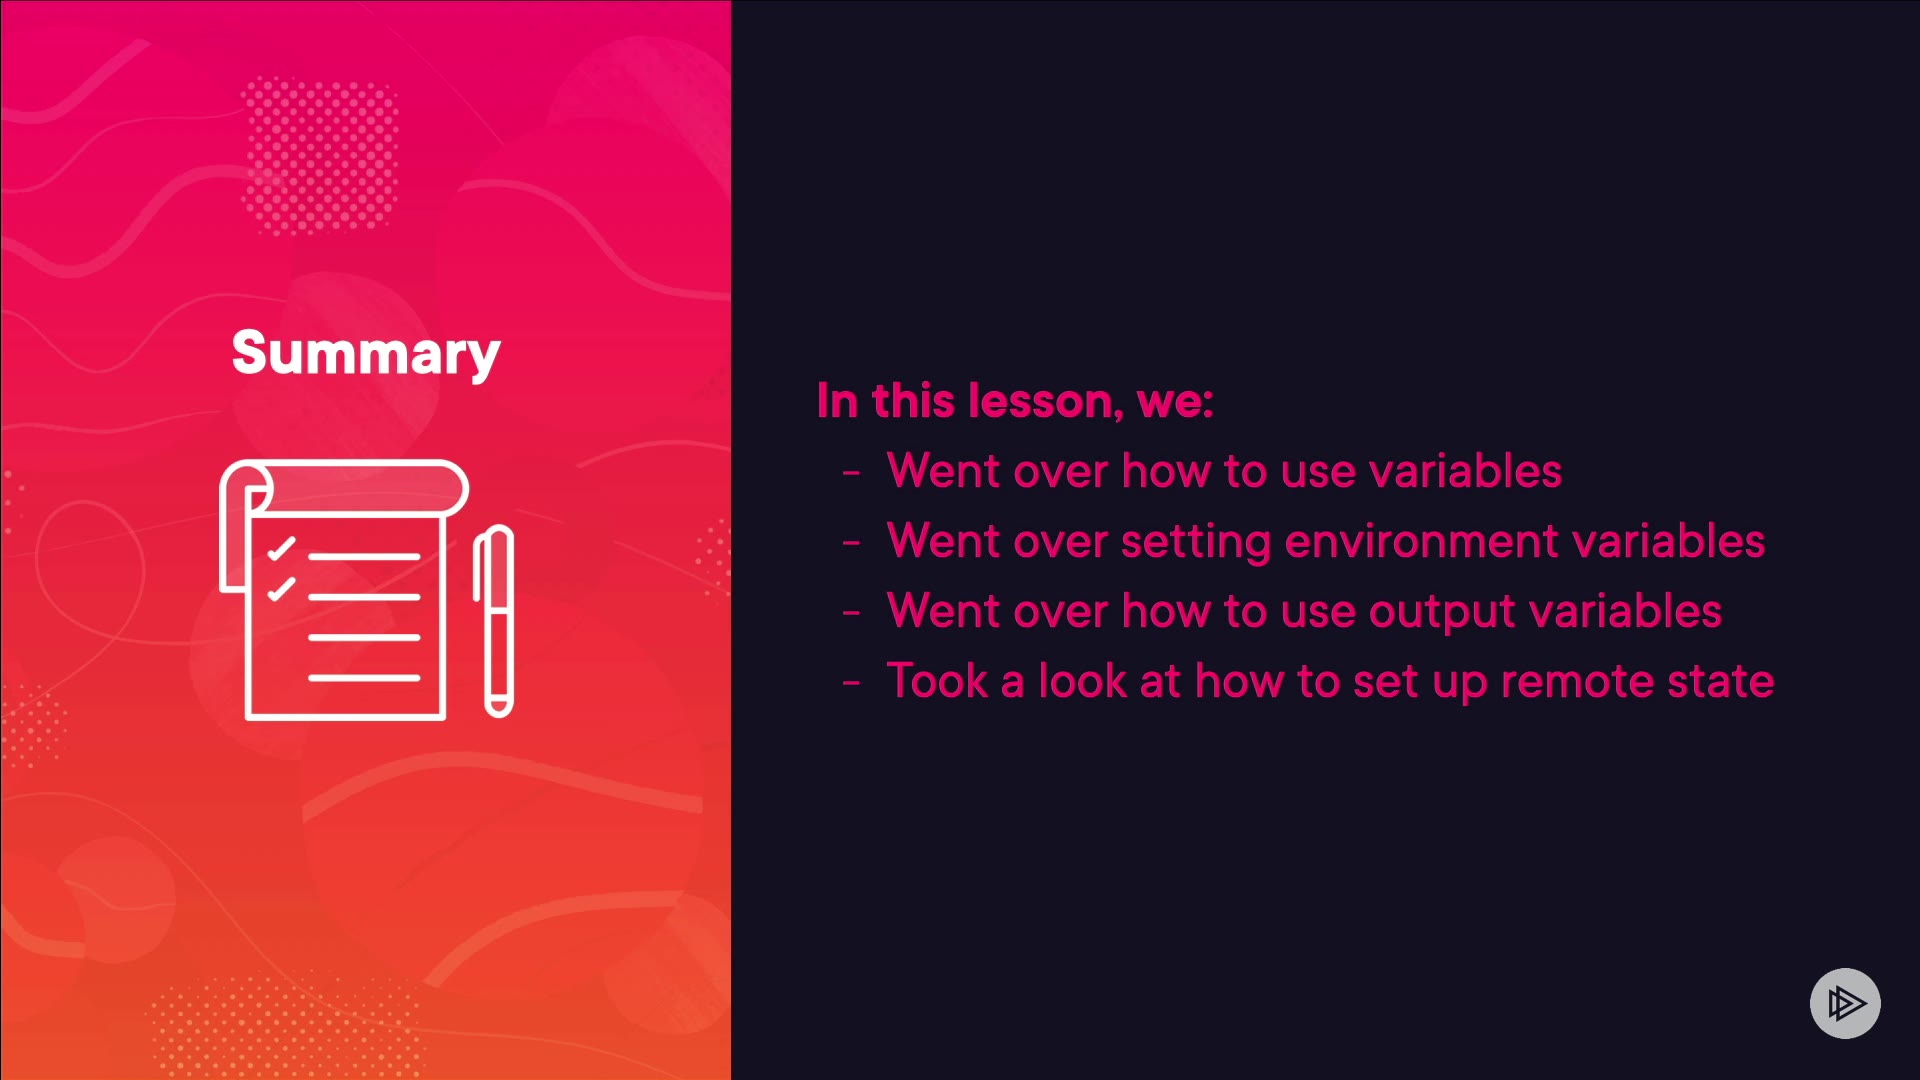 Summary
In this lesson, we:
- Went over how to use variables
- Went over setting environment variables
- Went over how to use output variables
- Took a look at how to set up remote state